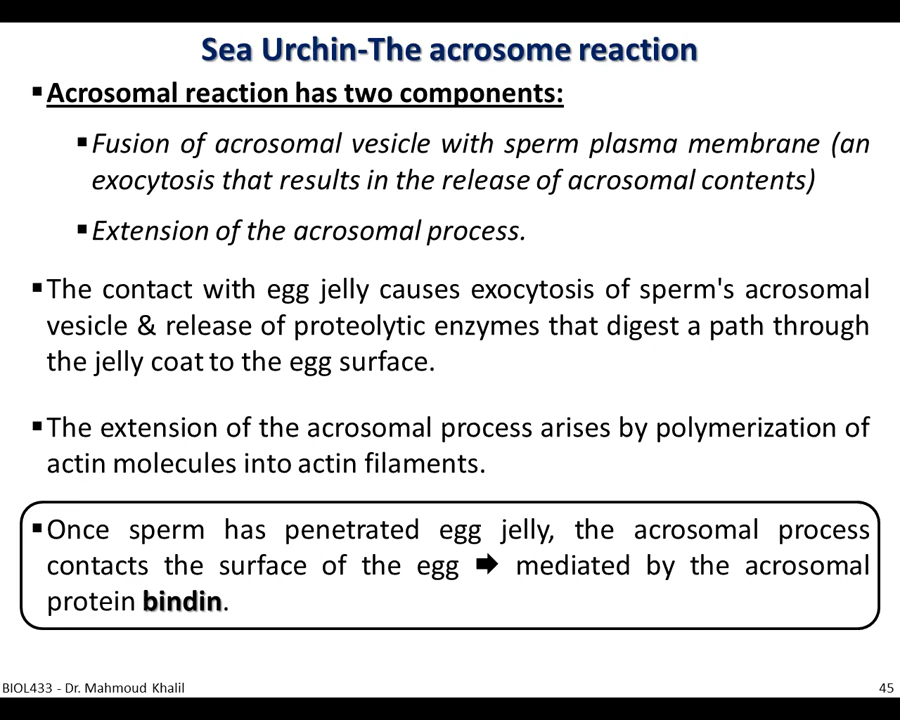 Sea Urchin-The acrosome reaction
▪Acrosomal reaction has two components:
▪Fusion of acrosomal vesicle with sperm plasma membrane (an
exocytosis that results in the release of acrosomal contents)
▪Extension of the acrosomal process.
▪The contact with egg jelly causes exocytosis of sperm's acrosomal
vesicle & release of proteolytic enzymes that digest a path through
the jelly coat to the egg surface.
▪The extension of the acrosomal process arises by polymerization of
actin molecules into actin filaments.
▪Once sperm has penetrated egg jelly, the acrosomal process
contacts the surface of the egg 🡆 mediated by the acrosomal
protein bindin.
BIOL433 - Dr. Mahmoud Khalil
45